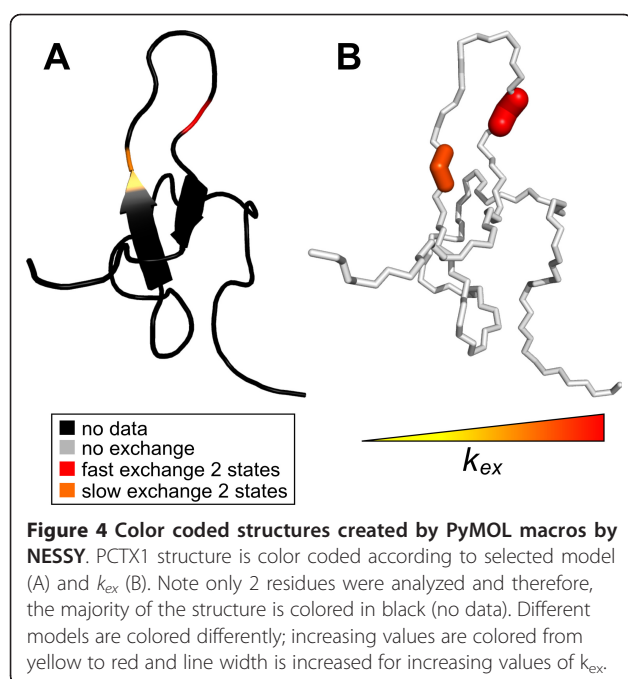 A
B
no data
no exchange
fast exchange 2 states
slow exchange 2 states
kex
Figure 4 Color coded structures created by PyMOL macros by
NESSY. PCTX1 structure is color coded according to selected model
(A) and kex (B). Note only 2 residues were analyzed and therefore,
the majority of the structure is colored in black (no data). Different
models are colored differently; increasing values are colored from
yellow to red and line width is increased for increasing values of kex.